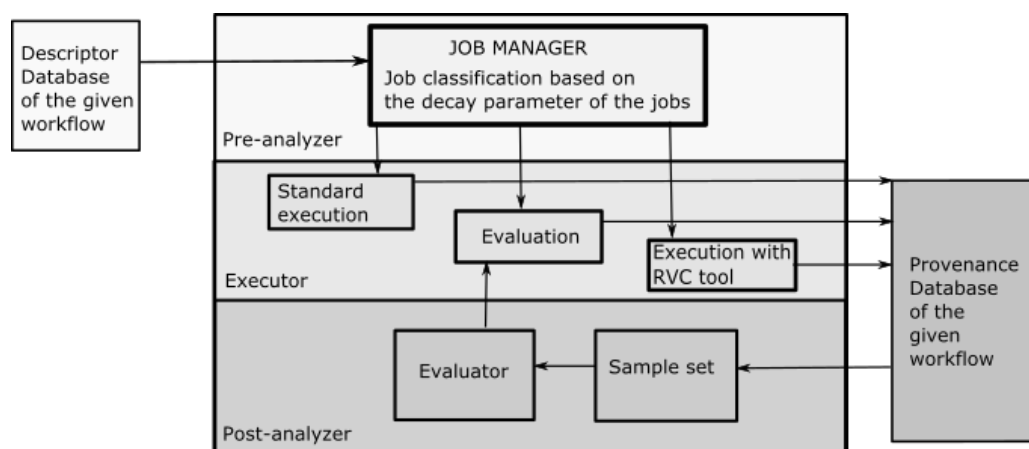 Descriptor
Database
of the given
workflow
JOB MANAGER
Job classification based on
the decay parameter of the jobs
Pre-analyzer
Standard
execution
Evaluation
Execution with
RVC tool
Executor
Provenance
Database
of the
given
workflow
Evaluator
Sample set
Post-analyzer